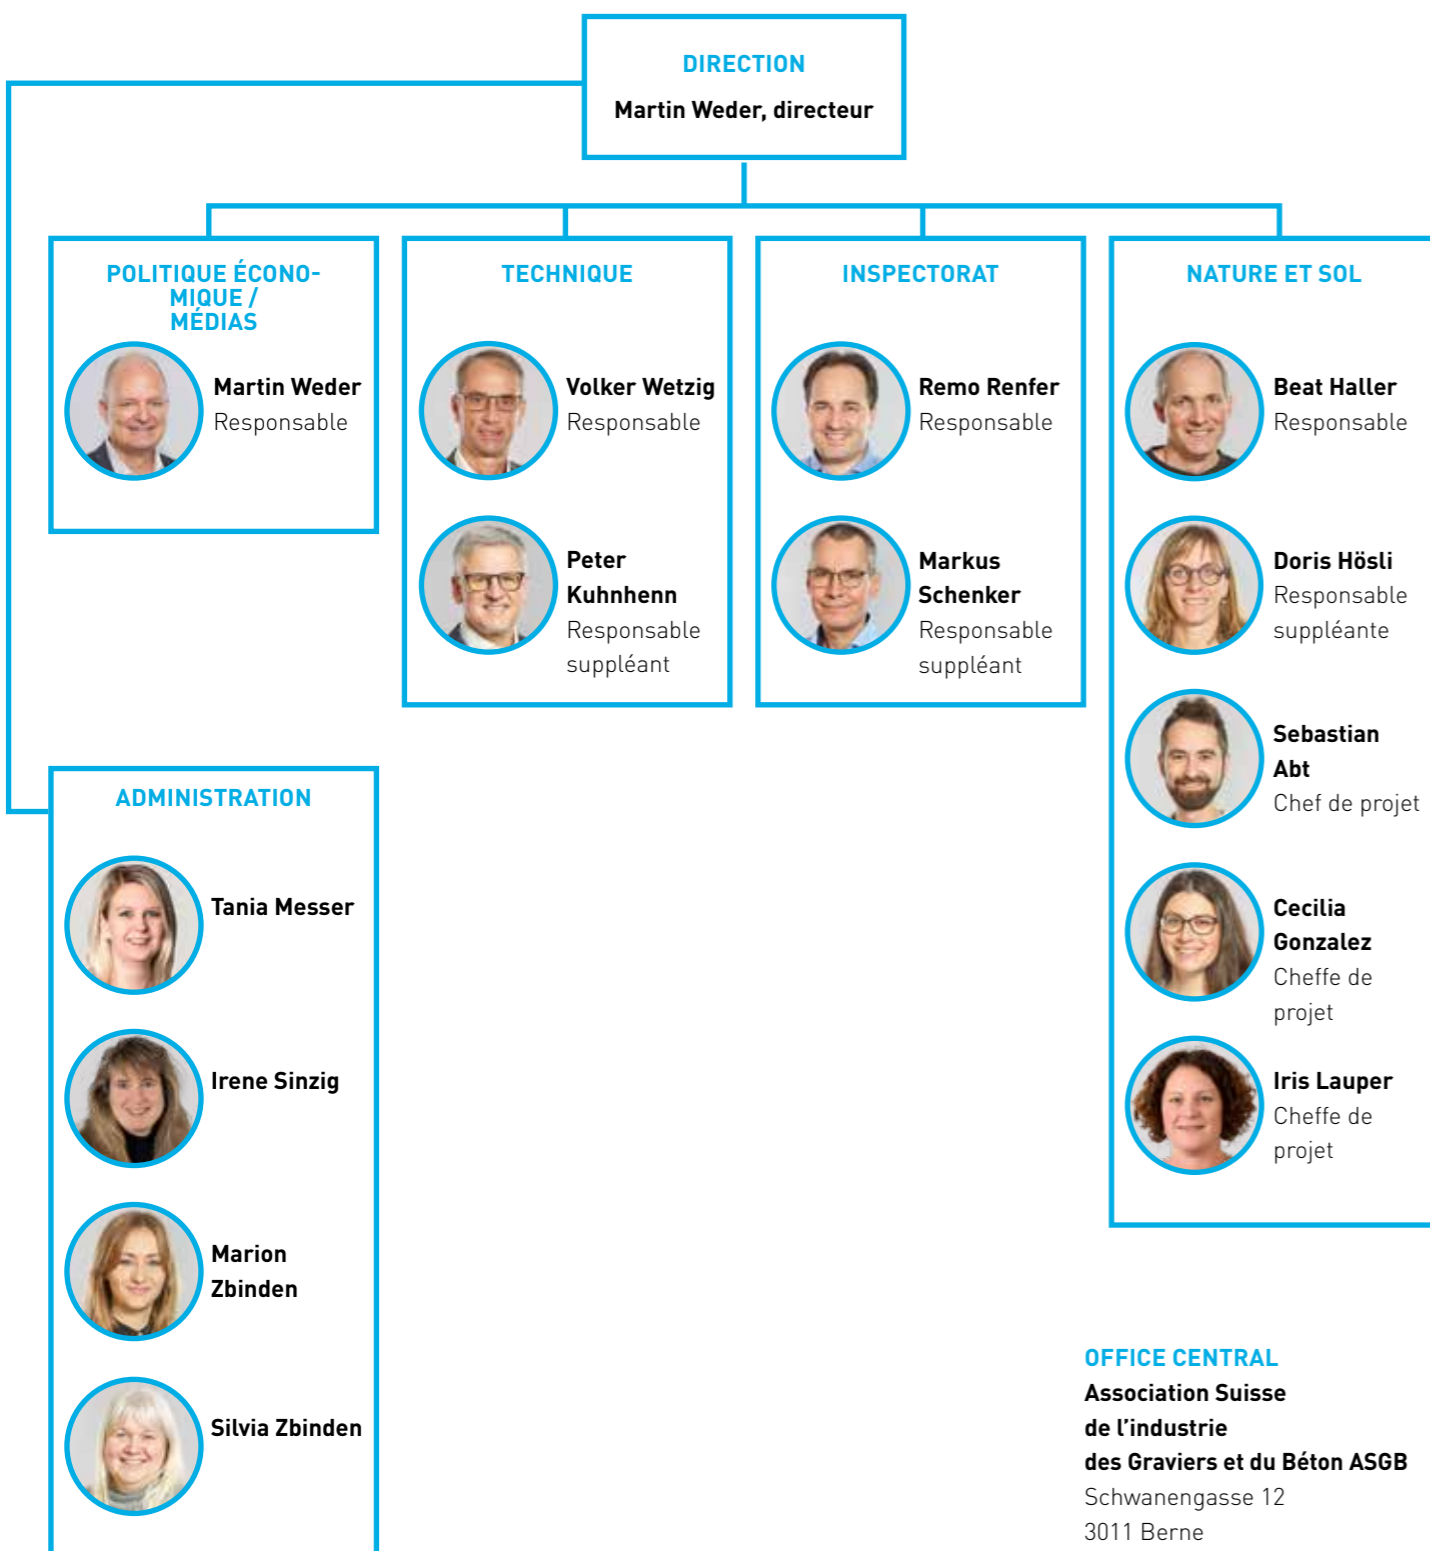 DIRECTION
Martin Weder, directeur
POLITIQUE ÉCONO-
MIQUE /
MÉDIAS
Martin Weder
Responsable
TECHNIQUE
Volker Wetzig
Responsable
Peter
Kuhnhenn
Responsable
suppléant
INSPECTORAT
Remo Renfer
Responsable
Markus
Schenker
Responsable
suppléant
NATURE ET SOL
Beat Haller
Responsable
Doris Hösli
Responsable
suppléante
Sebastian
Abt
Chef de projet
Cecilia
Gonzalez
Cheffe de
projet
Iris Lauper
Cheffe de
projet
ADMINISTRATION
Tania Messer
Irene Sinzig
Marion
Zbinden
Silvia Zbinden
OFFICE CENTRAL
Association Suisse
de l’industrie
des Graviers et du Béton ASGB
Schwanengasse 12
3011 Berne